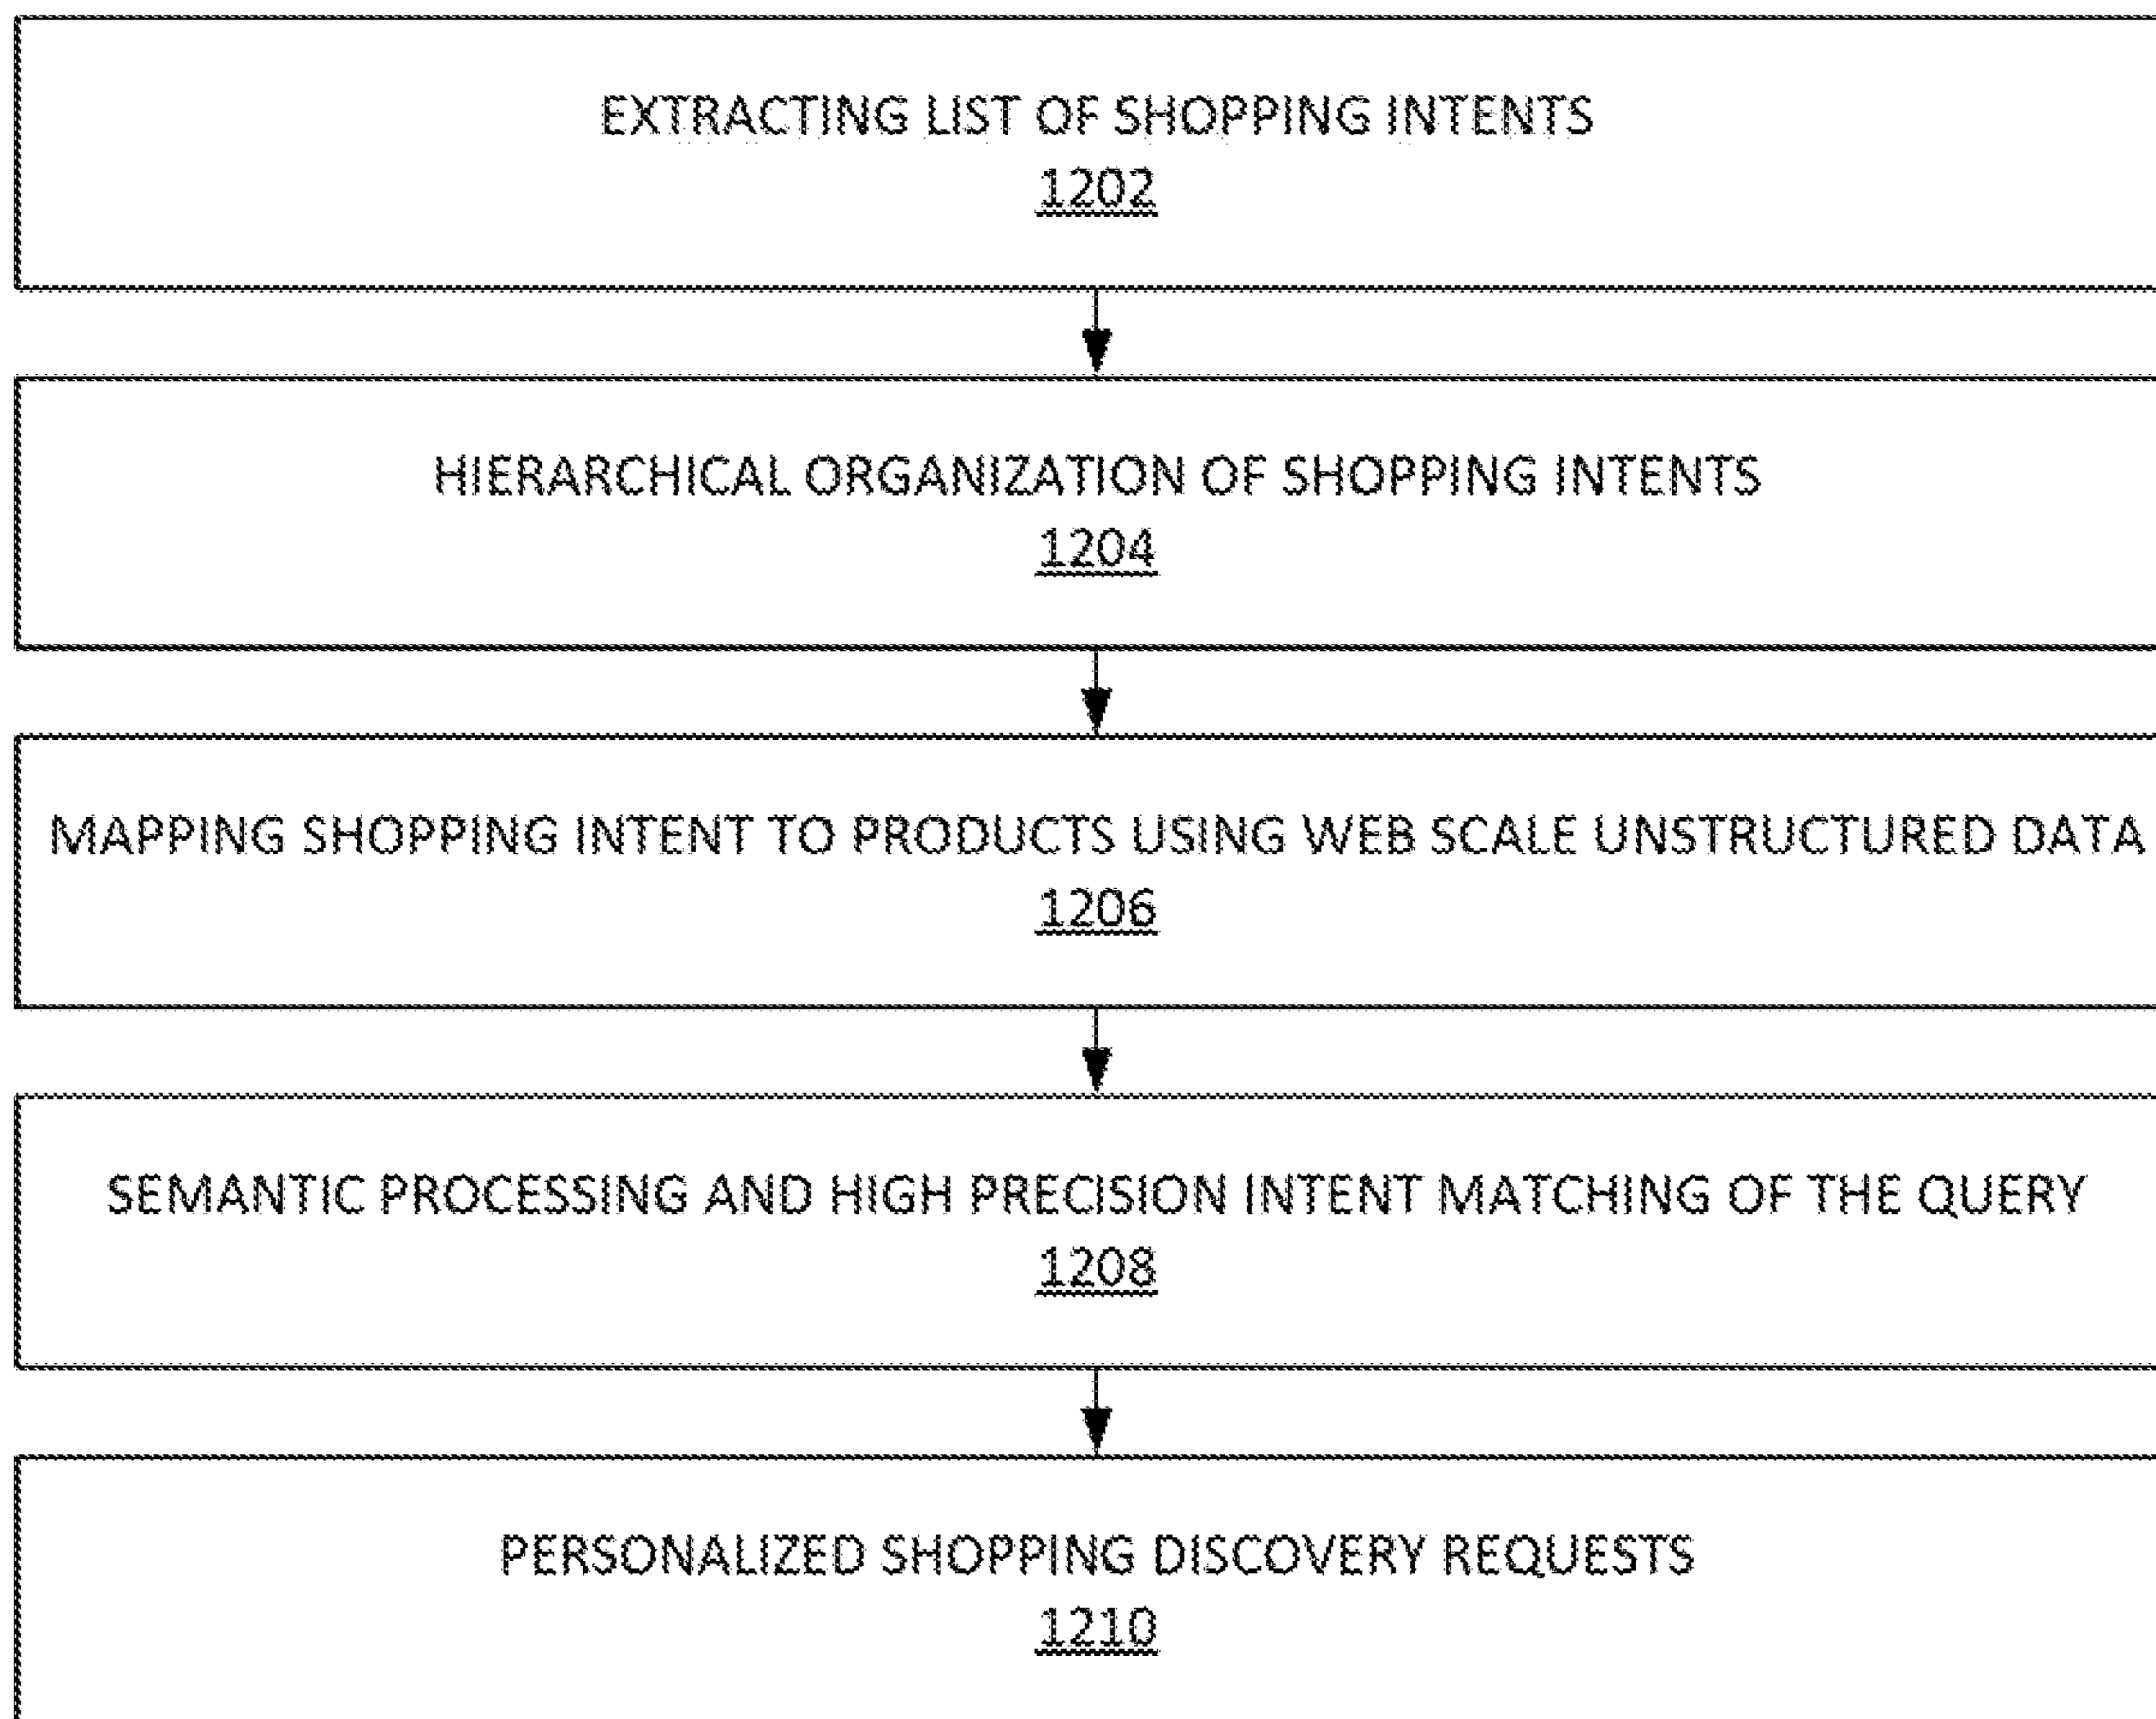 EXTRACTING LIST OF SHOPPING INTENTS
1202
HIERARCHICAL ORGANIZATION OF SHOPPING INTENTS
1204
MAPPING SHOPPING INTENT TO PRODUCTS USING WEB SCALE UNSTRUCTURED DATA
1206
SEMANTIC PROCESSING AND HIGH PRECISION INTENT MATCHING OF THE QUERY
1208
PERSONALIZED SHOPPING DISCOVERY REQUESTS
1210